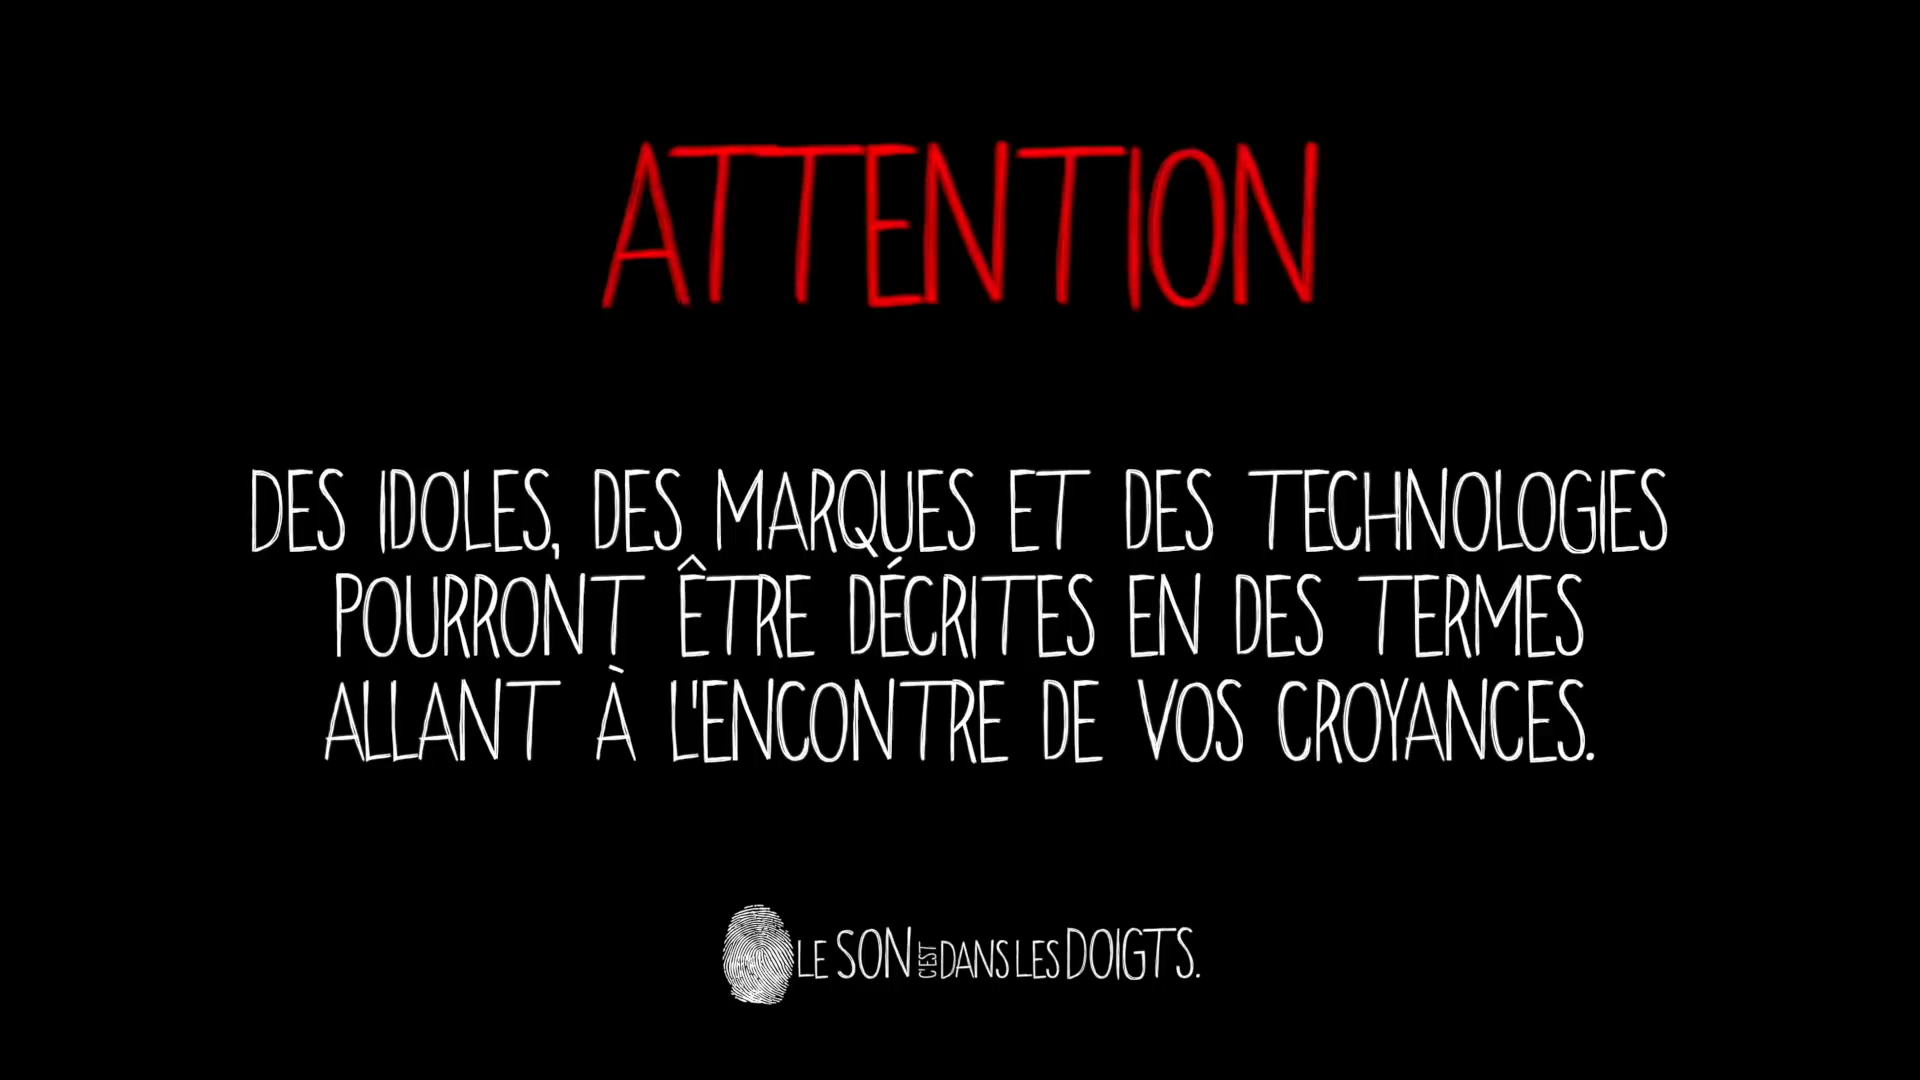 ATTENTION
DES IDOLES, DES MARQUES ET DES TECHNOLOGIES
POURRONT ÊTRE DÉCRITES EN DES TERMES
ALLANT À L'ENCONTRE DE VOS CROYANCES.
LE SON C'EST DANS LES DOIGTS.